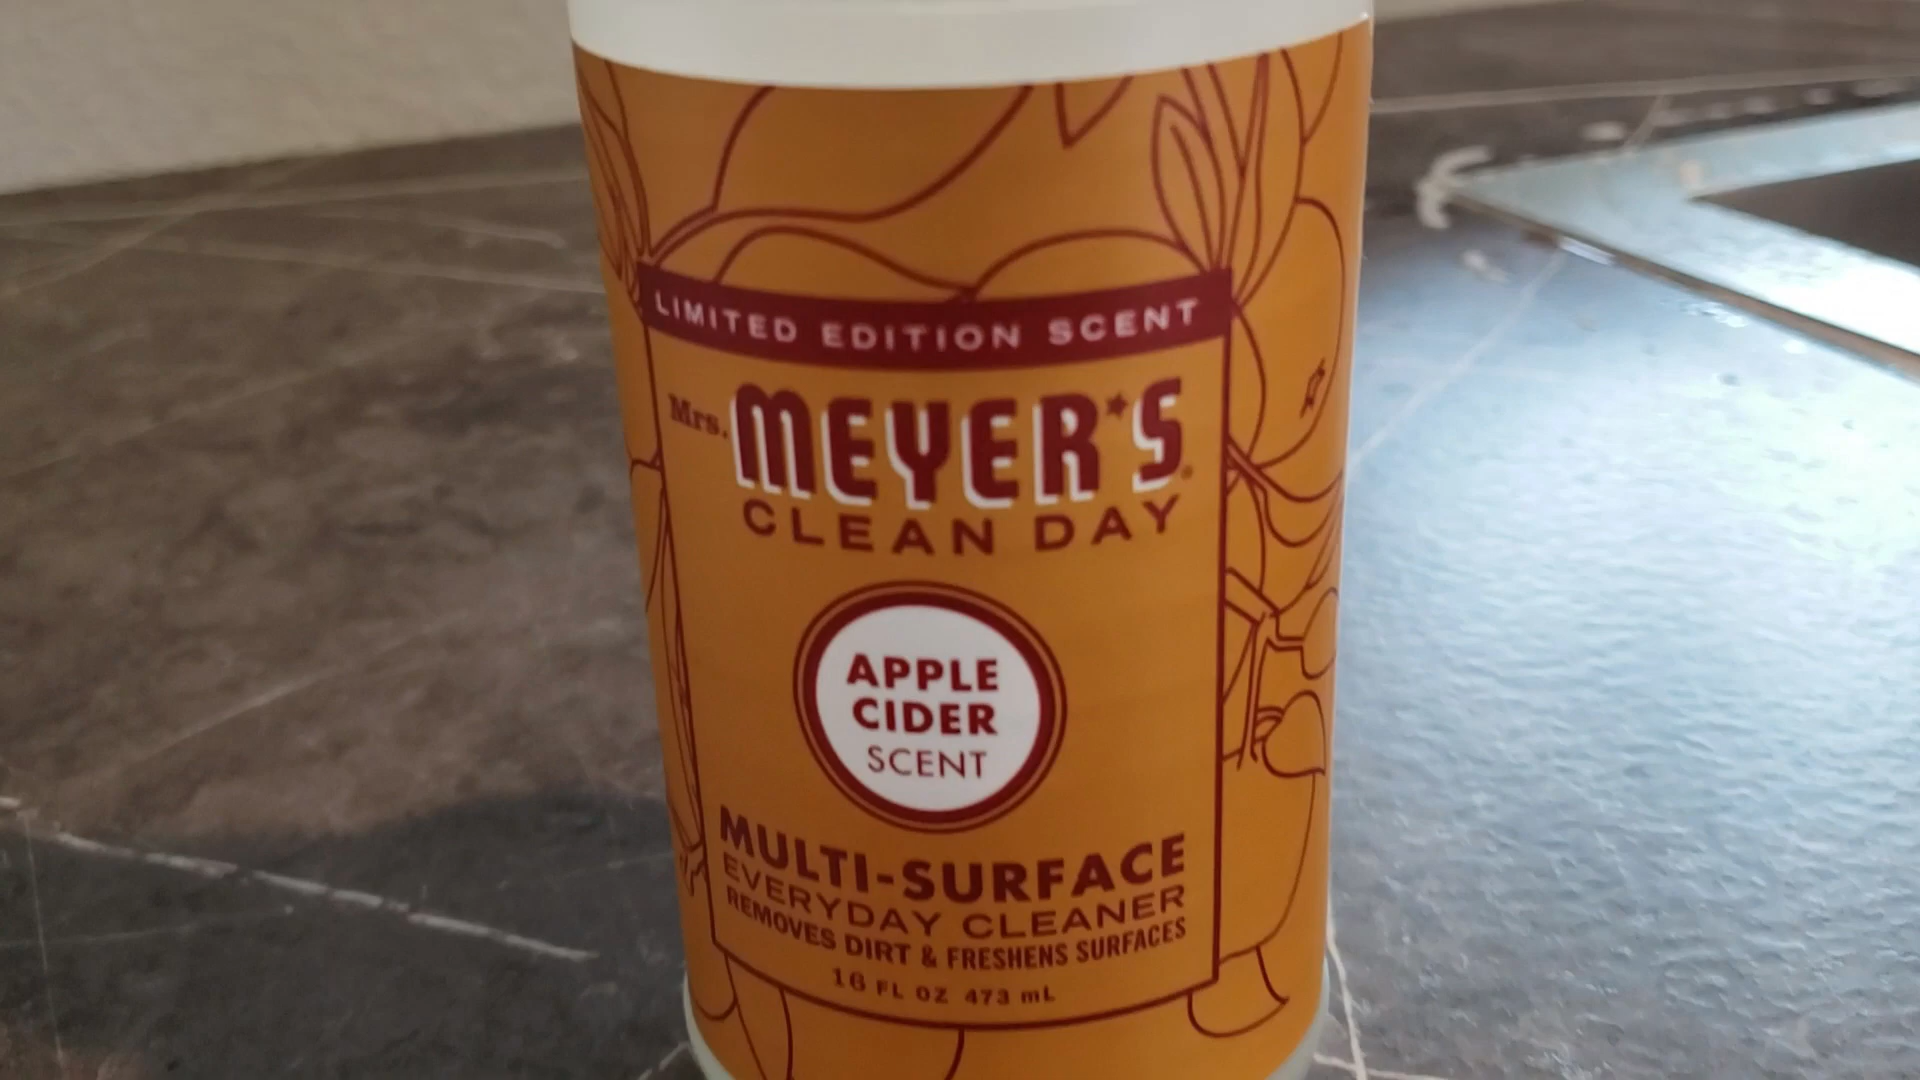 LIMITED EDITION SCENT
Mrs. MEYER'S®
CLEAN DAY
APPLE
CIDER
SCENT
MULTI-SURFACE
EVERYDAY CLEANER
REMOVES DIRT & FRESHENS SURFACES
16 FL OZ 473 mL